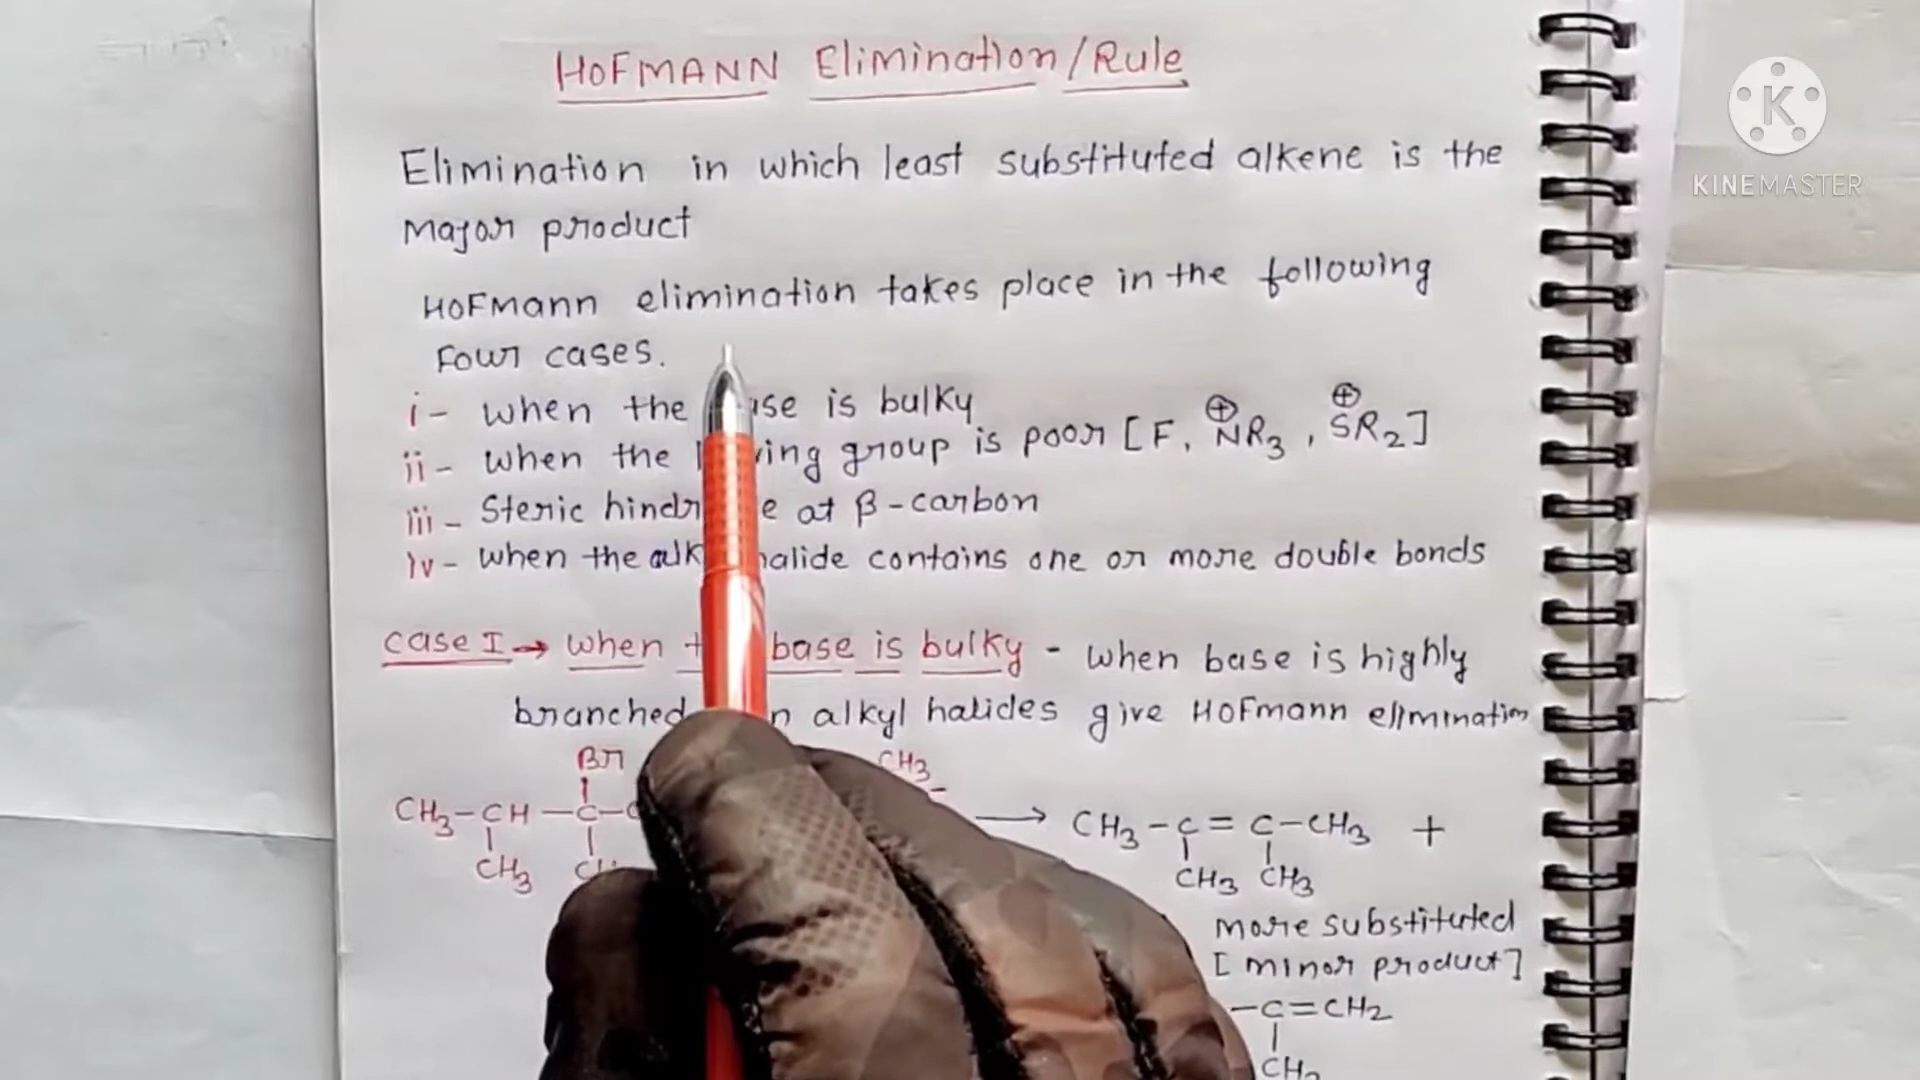 HOFMANN Elimination/Rule
Elimination in which least substituted alkene is the
Major product
HOFmann elimination takes place in the following
Four cases.
i- when the is bulky
ii- when the group is poor [F, ⊕NR3, ⊕SR2]
iii- Steric at β-carbon
iv- when the halide contains one or more double bonds
case I → when base is bulky - when base is highly
branched alkyl halides give HOFmann elimination
Br
CH3
CH3-CH-C-
CH3
→ CH3-C=C-CH3 +
CH3 CH3
more substituted
[minor product]
-C=CH2
K
KINEMASTER